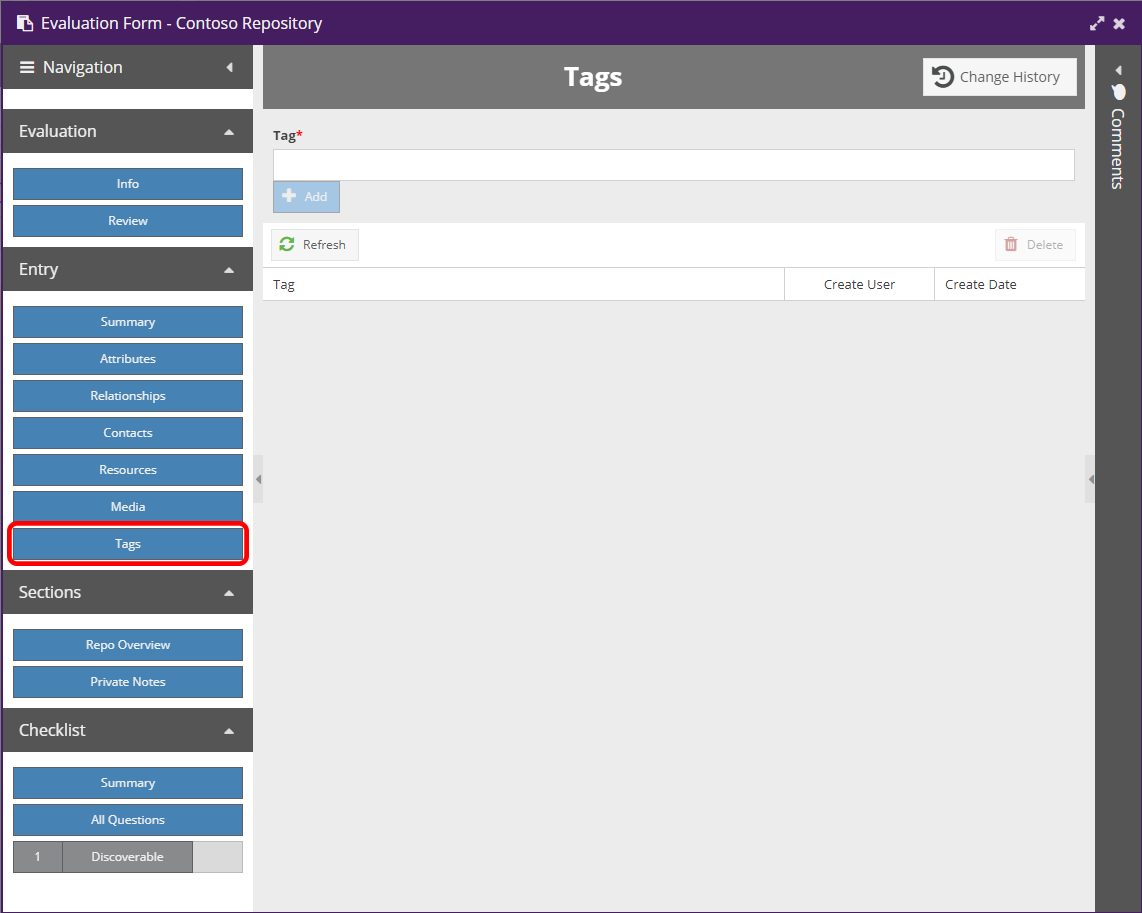 Evaluation Form - Contoso Repository
Navigation
Evaluation
Info
Review
Entry
Summary
Attributes
Relationships
Contacts
Resources
Media
Tags
Sections
Repo Overview
Private Notes
Checklist
Summary
All Questions
1 Discoverable
Tags
Change History
Tag*
Add
Refresh
Delete
Tag Create User Create Date
Comments